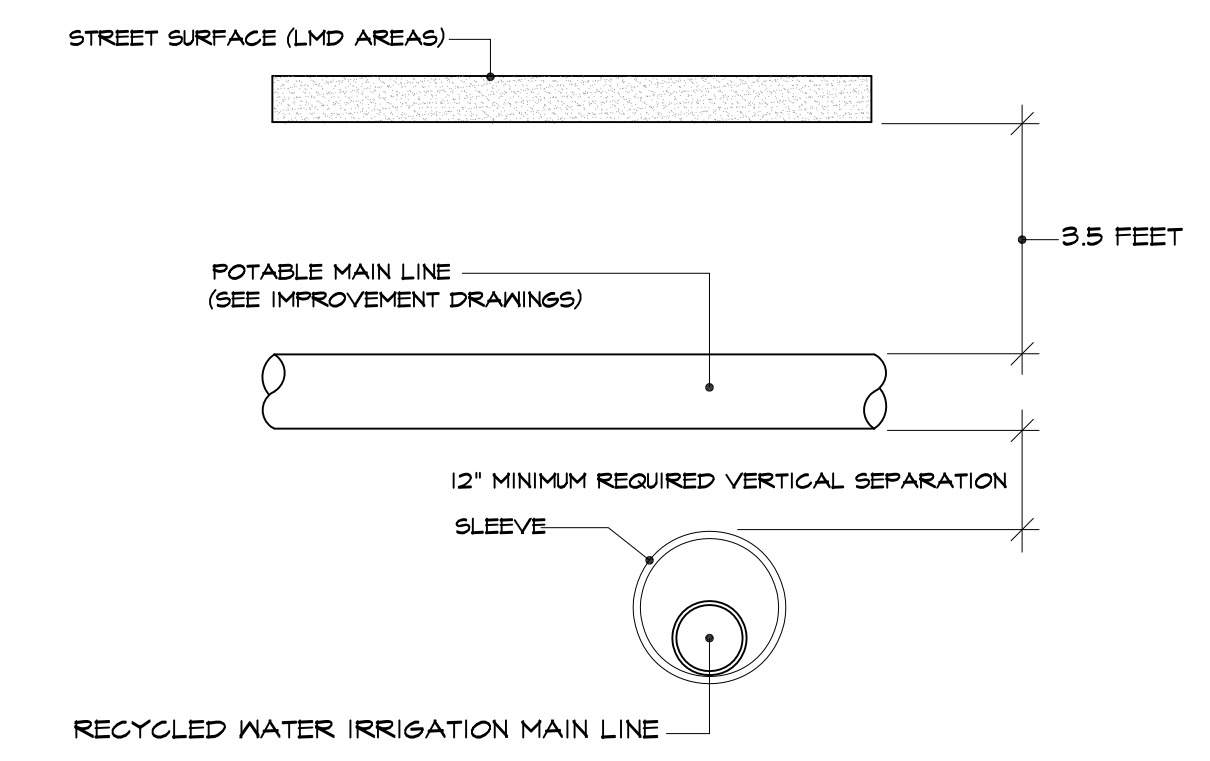 STREET SURFACE (LMD AREAS)
3.5 FEET
POTABLE MAIN LINE
(SEE IMPROVEMENT DRAWINGS)
12" MINIMUM REQUIRED VERTICAL SEPARATION
SLEEVE
RECYCLED WATER IRRIGATION MAIN LINE